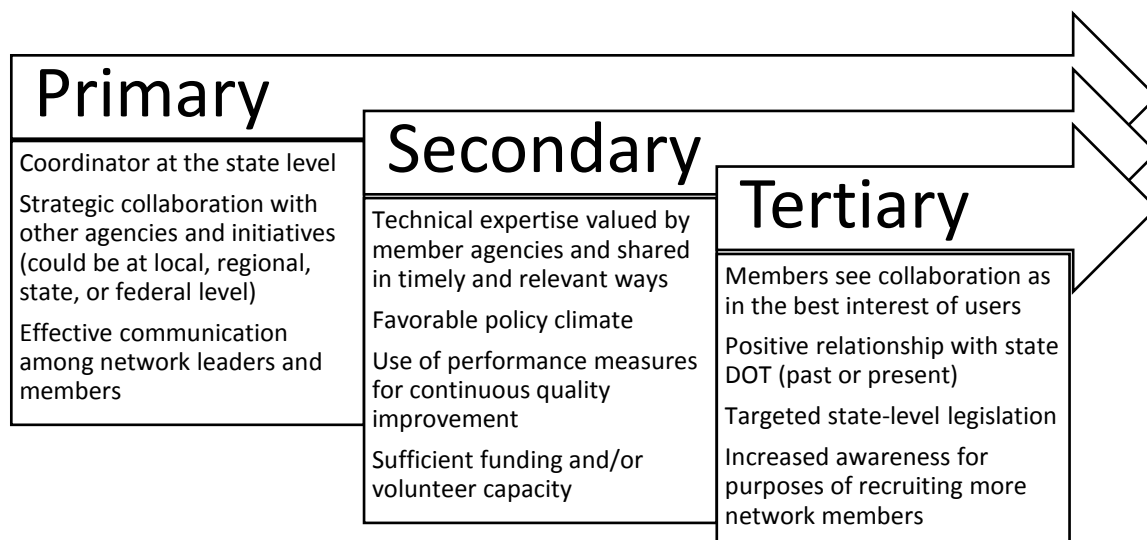 Primary
Coordinator at the state level
Strategic collaboration with
other agencies and initiatives
(could be at local, regional,
state, or federal level)
Effective communication
among network leaders and
members
Secondary
Technical expertise valued by
member agencies and shared
in timely and relevant ways
Favorable policy climate
Use of performance measures
for continuous quality
improvement
Sufficient funding and/or
volunteer capacity
Tertiary
Members see collaboration as
in the best interest of users
Positive relationship with state
DOT (past or present)
Targeted state-level legislation
Increased awareness for
purposes of recruiting more
network members